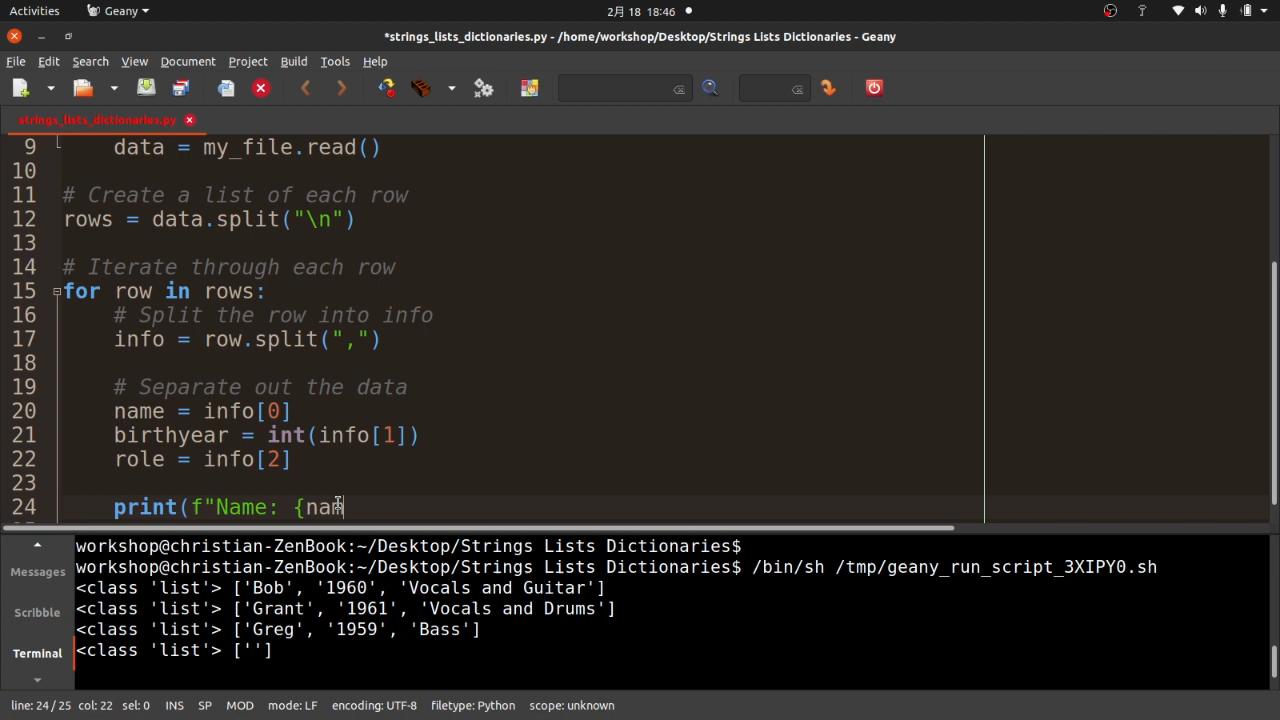 Activities Geany 2月 18 18:46
*strings_lists_dictionaries.py - /home/workshop/Desktop/Strings Lists Dictionaries - Geany
File Edit Search View Document Project Build Tools Help
strings_lists_dictionaries.py
9 data = my_file.read()
10
11 # Create a list of each row
12 rows = data.split("\n")
13
14 # Iterate through each row
15 for row in rows:
16 # Split the row into info
17 info = row.split(",")
18
19 # Separate out the data
20 name = info[0]
21 birthyear = int(info[1])
22 role = info[2]
23
24 print(f"Name: {nam
workshop@christian-ZenBook:~/Desktop/Strings Lists Dictionaries$
Messages workshop@christian-ZenBook:~/Desktop/Strings Lists Dictionaries$ /bin/sh /tmp/geany_run_script_3XIPY0.sh
<class 'list'> ['Bob', '1960', 'Vocals and Guitar']
Scribble <class 'list'> ['Grant', '1961', 'Vocals and Drums']
<class 'list'> ['Greg', '1959', 'Bass']
Terminal <class 'list'> ['']
line: 24 / 25 col: 22 sel: 0 INS SP MOD mode: LF encoding: UTF-8 filetype: Python scope: unknown